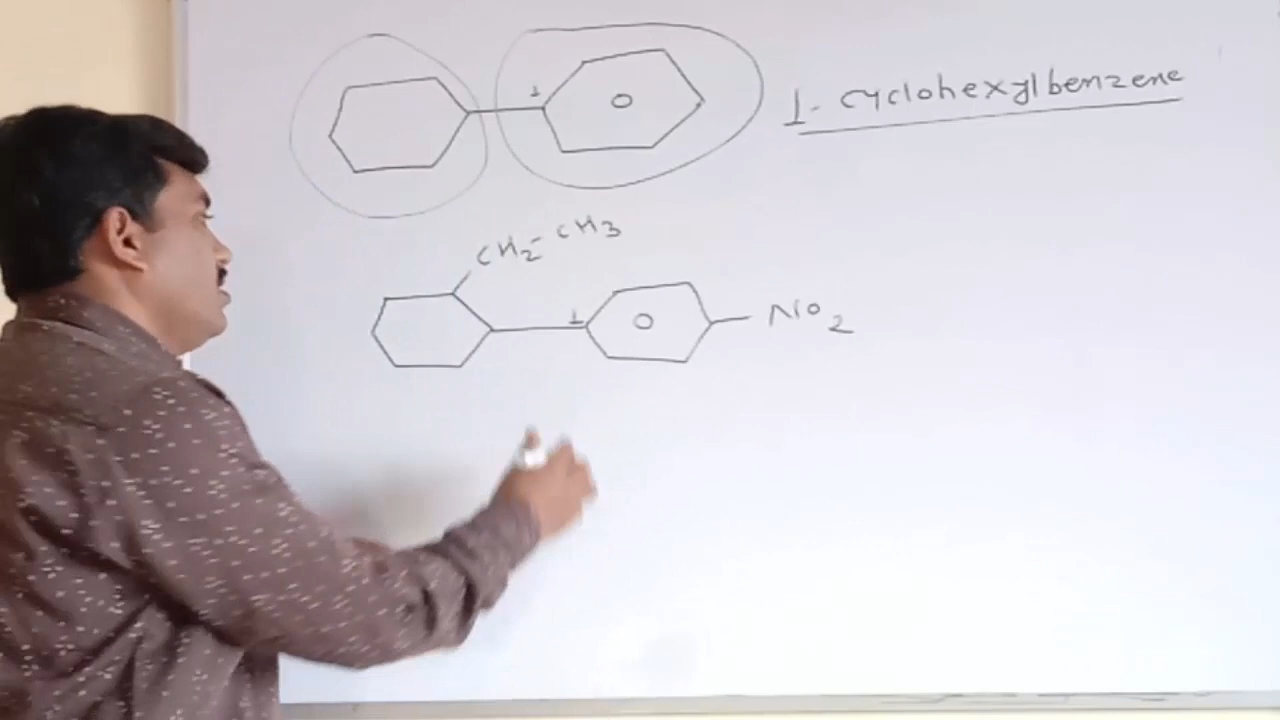 1 1- cyclohexylbenzene
CH₂-CH₃
1 NO₂